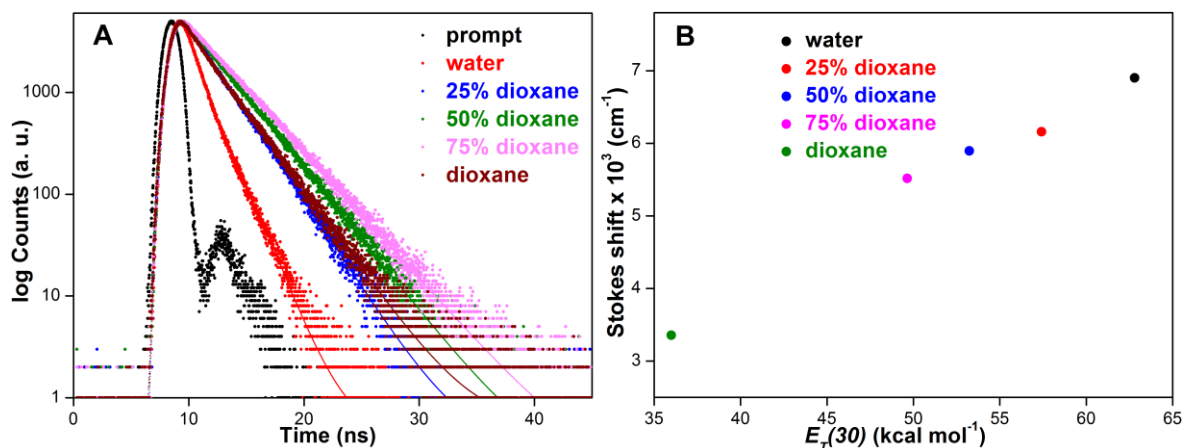 A
prompt
water
25% dioxane
50% dioxane
75% dioxane
dioxane
log Counts (a. u.)
1000
100
10
1
0
10
20
30
40
Time (ns)
B
water
25% dioxane
50% dioxane
75% dioxane
dioxane
Stokes shift x 10³ (cm⁻¹)
7
6
5
4
3
35
40
45
50
55
60
65
E_T(30) (kcal mol⁻¹)